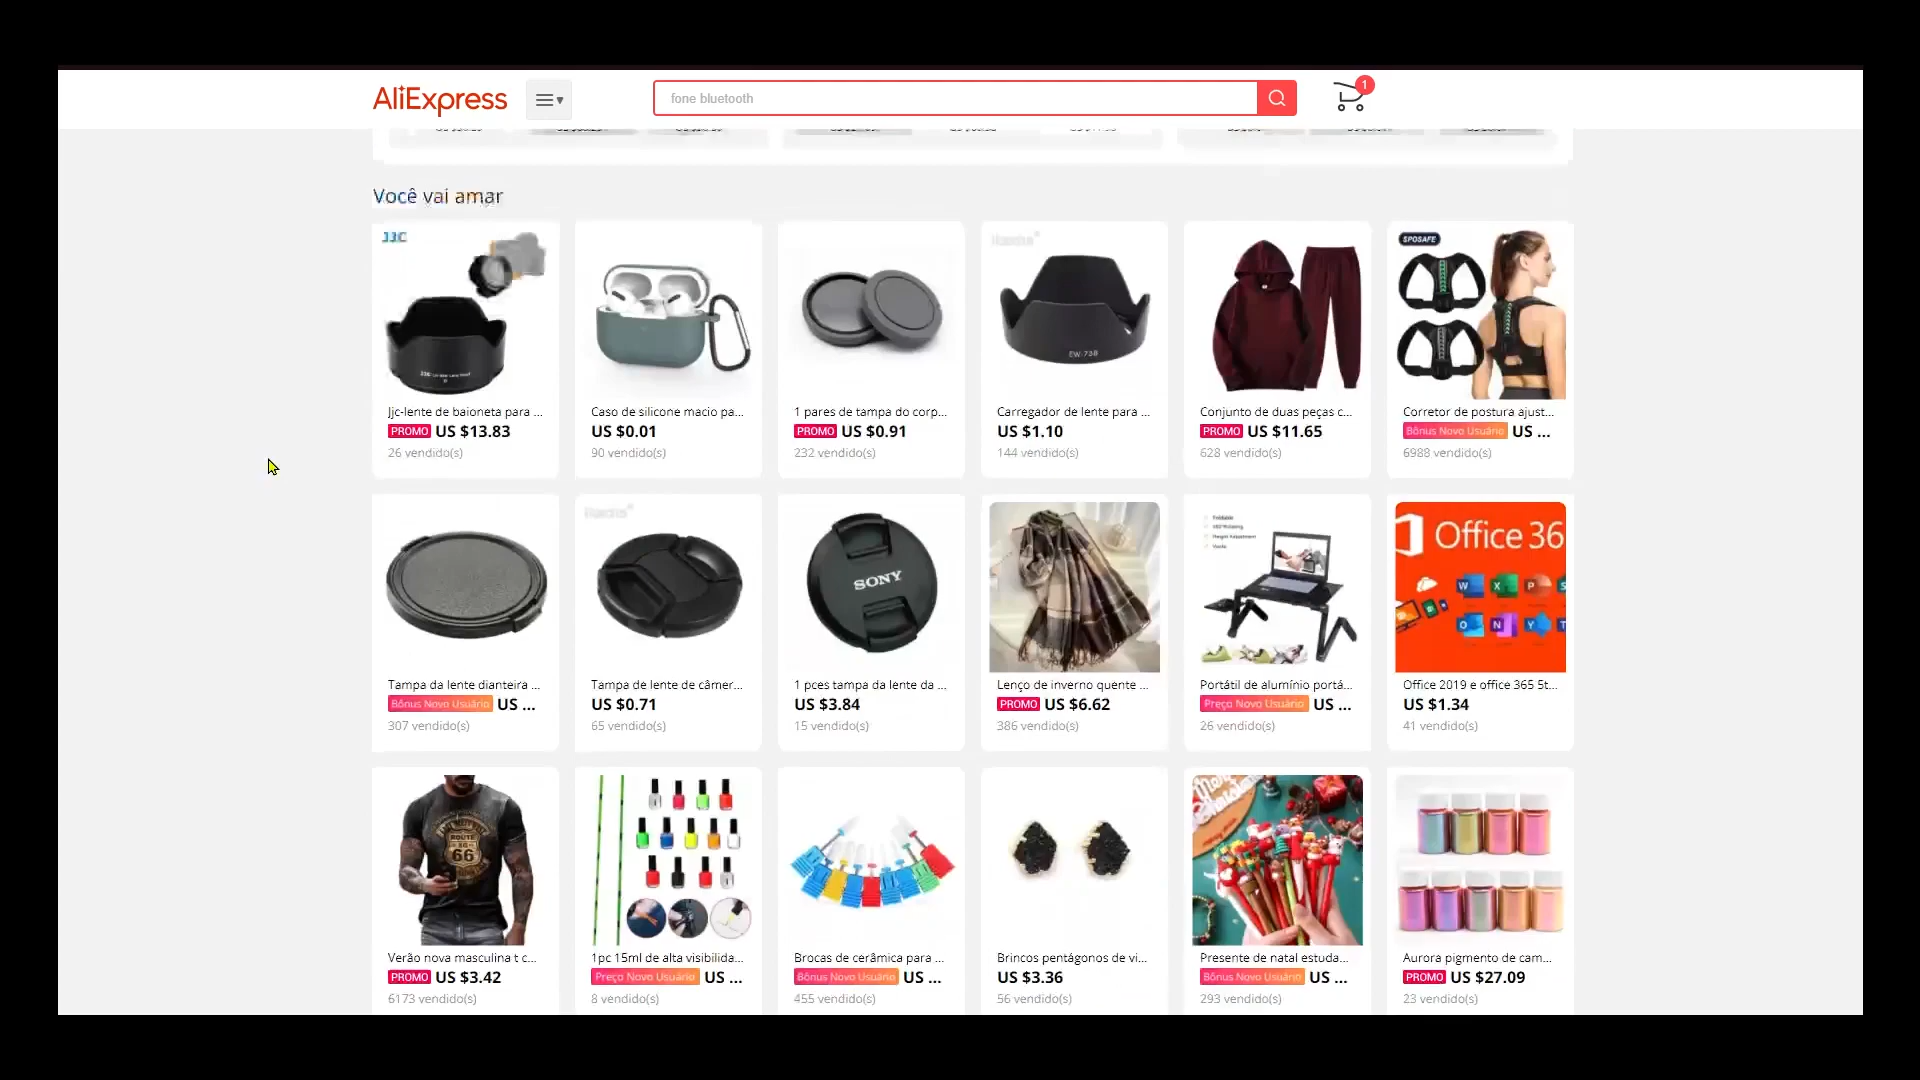 AliExpress
fone bluetooth
1
Você vai amar
JJC
EW-73B
SPOSAFE
Jjc-lente de baioneta para ...
Caso de silicone macio pa...
1 pares de tampa do corp...
Carregador de lente para ...
Conjunto de duas peças c...
Corretor de postura ajust...
PROMO US $13.83
US $0.01
PROMO US $0.91
US $1.10
PROMO US $11.65
Bônus Novo Usuário US ...
26 vendido(s)
90 vendido(s)
232 vendido(s)
144 vendido(s)
628 vendido(s)
6988 vendido(s)
SONY
Office 36
Tampa da lente dianteira ...
Tampa de lente de câmer...
1 pces tampa da lente da ...
Lenço de inverno quente ...
Portátil de alumínio portá...
Office 2019 e office 365 5t...
Bônus Novo Usuário US ...
US $0.71
US $3.84
PROMO US $6.62
Preço Novo Usuário US ...
US $1.34
307 vendido(s)
65 vendido(s)
15 vendido(s)
386 vendido(s)
26 vendido(s)
41 vendido(s)
ROUTE
66
Verão nova masculina t c...
1pc 15ml de alta visibilida...
Brocas de cerâmica para ...
Brincos pentágonos de vi...
Presente de natal estuda...
Aurora pigmento de cam...
PROMO US $3.42
Preço Novo Usuário US ...
Bônus Novo Usuário US ...
US $3.36
Bônus Novo Usuário US ...
PROMO US $27.09
6173 vendido(s)
8 vendido(s)
455 vendido(s)
56 vendido(s)
293 vendido(s)
23 vendido(s)